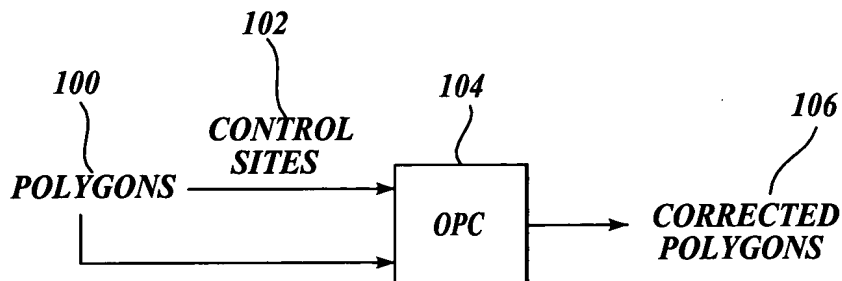 102
100
104
106
CONTROL
SITES
POLYGONS
OPC
CORRECTED
POLYGONS